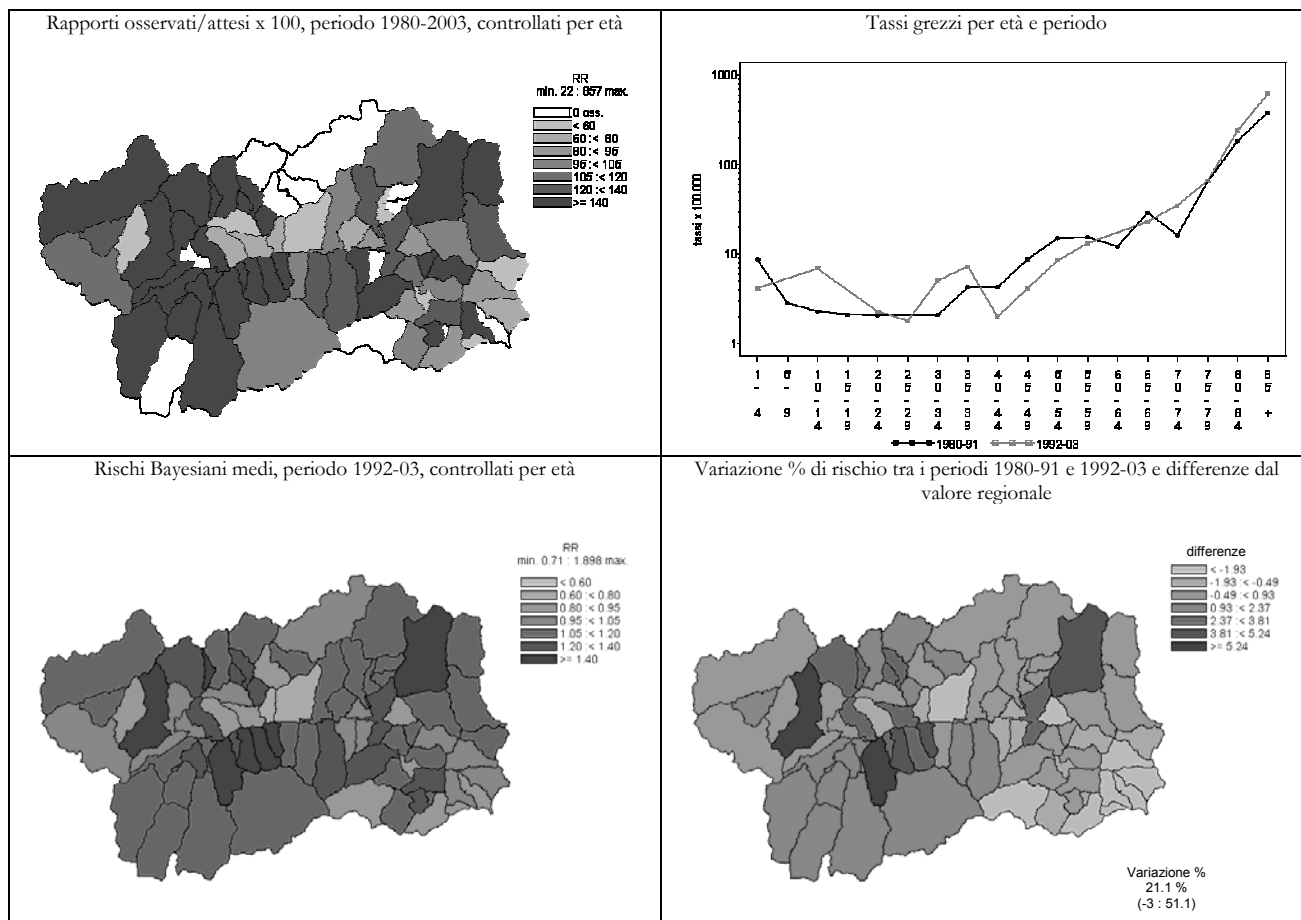 Rapporti osservati/attesi x 100, periodo 1980-2003, controllati per età
RR
min. 22 : 857 max.
0 oss.
< 60
60 :< 80
80 :< 95
95 :< 105
105 :< 120
120 :< 140
>= 140
Tassi grezzi per età e periodo
tassi x 100.000
1000
100
10
1
1-4
5-9
10-14
15-19
20-24
25-29
30-34
35-39
40-44
45-49
50-54
55-59
60-64
65-69
70-74
75-79
80-84
85+
1980-91
1992-03
Rischi Bayesiani medi, periodo 1992-03, controllati per età
RR
min. 0.71 : 1.898 max.
< 0.60
0.60 :< 0.80
0.80 :< 0.95
0.95 :< 1.05
1.05 :< 1.20
1.20 :< 1.40
>= 1.40
Variazione % di rischio tra i periodi 1980-91 e 1992-03 e differenze dal
valore regionale
differenze
< -1.93
-1.93 :< -0.49
-0.49 :< 0.93
0.93 :< 2.37
2.37 :< 3.81
3.81 :< 5.24
>= 5.24
Variazione %
21.1 %
(-3 : 51.1)